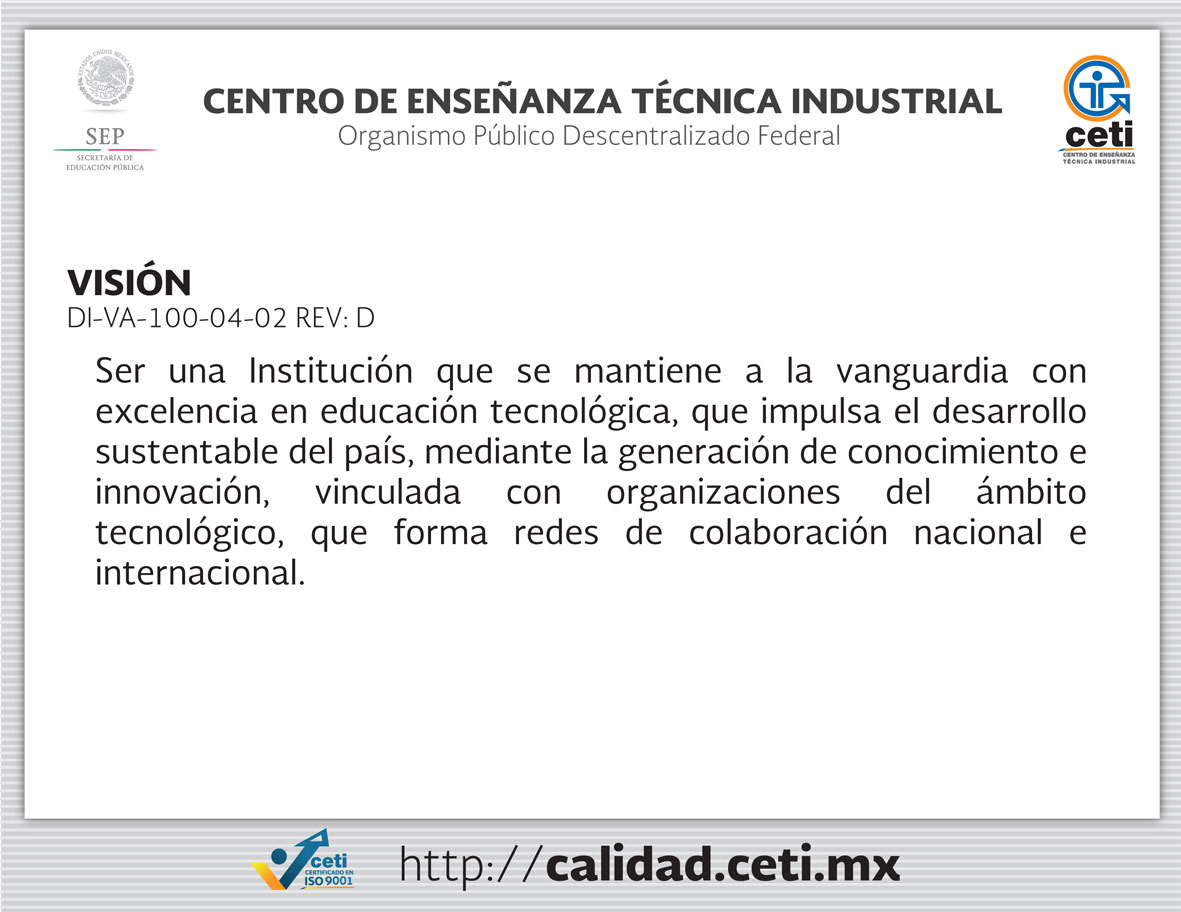 ESTADOS UNIDOS MEXICANOS
SEP
SECRETARÍA DE
EDUCACIÓN PÚBLICA
CENTRO DE ENSEÑANZA TÉCNICA INDUSTRIAL
Organismo Público Descentralizado Federal
ceti
CENTRO DE ENSEÑANZA
TÉCNICA INDUSTRIAL
VISIÓN
DI-VA-100-04-02 REV: D
Ser una Institución que se mantiene a la vanguardia con
excelencia en educación tecnológica, que impulsa el desarrollo
sustentable del país, mediante la generación de conocimiento e
innovación, vinculada con organizaciones del ámbito
tecnológico, que forma redes de colaboración nacional e
internacional.
ceti
CERTIFICADO EN
ISO 9001
http://calidad.ceti.mx